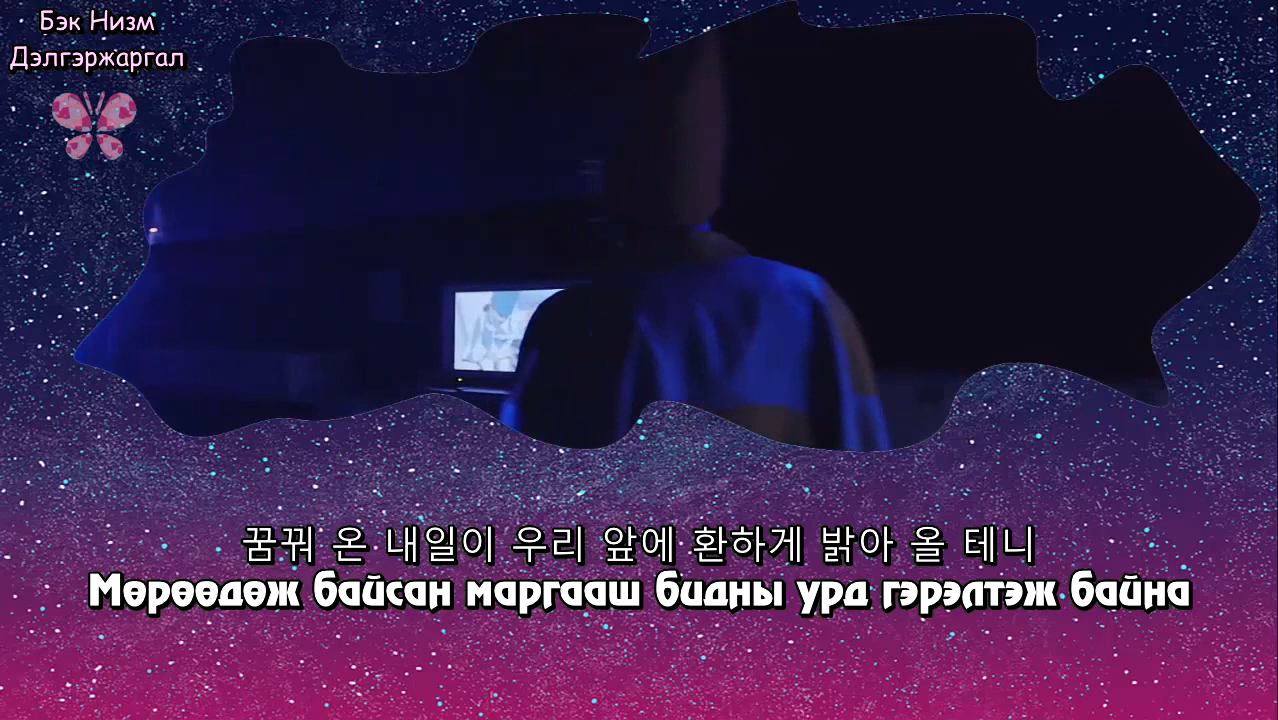 Бэк Низм
Дэлгэржаргал
꿈꿔 온 내일이 우리 앞에 환하게 밝아 올 테니
Мөрөөдөж байсан маргааш бидны урд гэрэлтэж байна